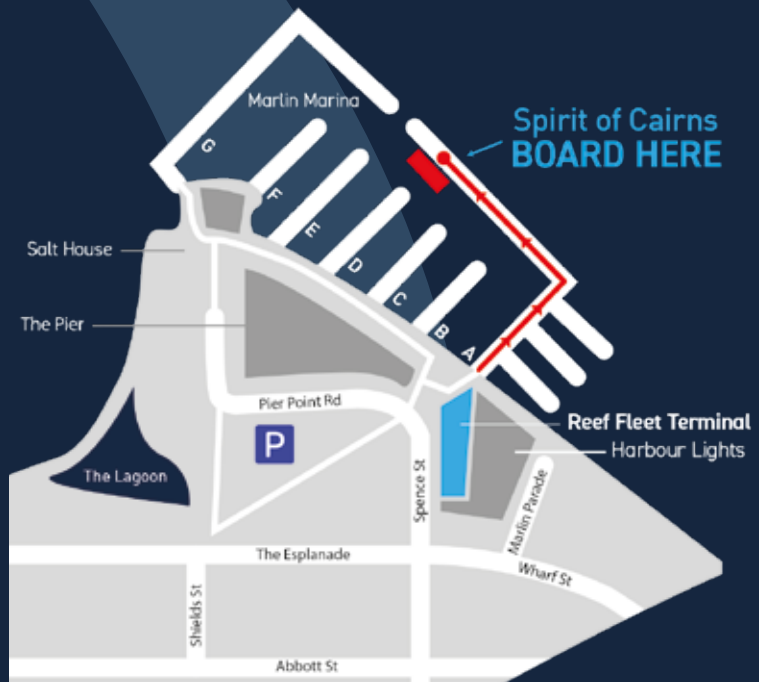 Marlin Marina
Spirit of Cairns
BOARD HERE
G
F
E
D
C
B
A
Salt House
The Pier
Pier Point Rd
P
Reef Fleet Terminal
Harbour Lights
The Lagoon
Spence St
Marlin Parade
The Esplanade
Wharf St
Shields St
Abbott St